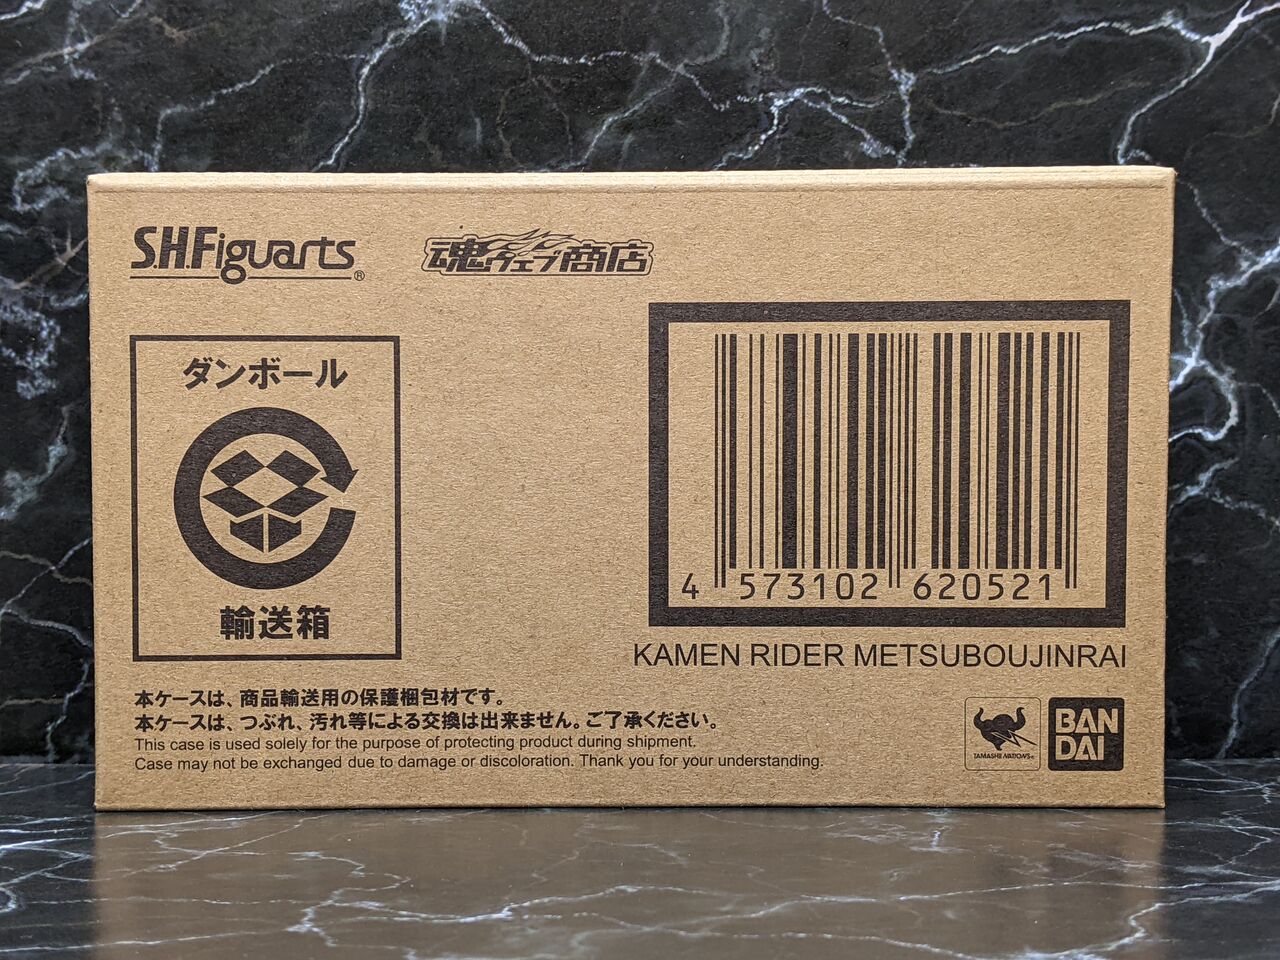 S.H.Figuarts®
魂ウェブ商店
ダンボール
輸送箱
4 573102 620521
KAMEN RIDER METSUBOUJINRAI
本ケースは、商品輸送用の保護梱包材です。
本ケースは、つぶれ、汚れ等による交換は出来ません。ご了承ください。
This case is used solely for the purpose of protecting product during shipment.
Case may not be exchanged due to damage or discoloration. Thank you for your understanding.
TAMASHII NATIONS
BAN
DAI